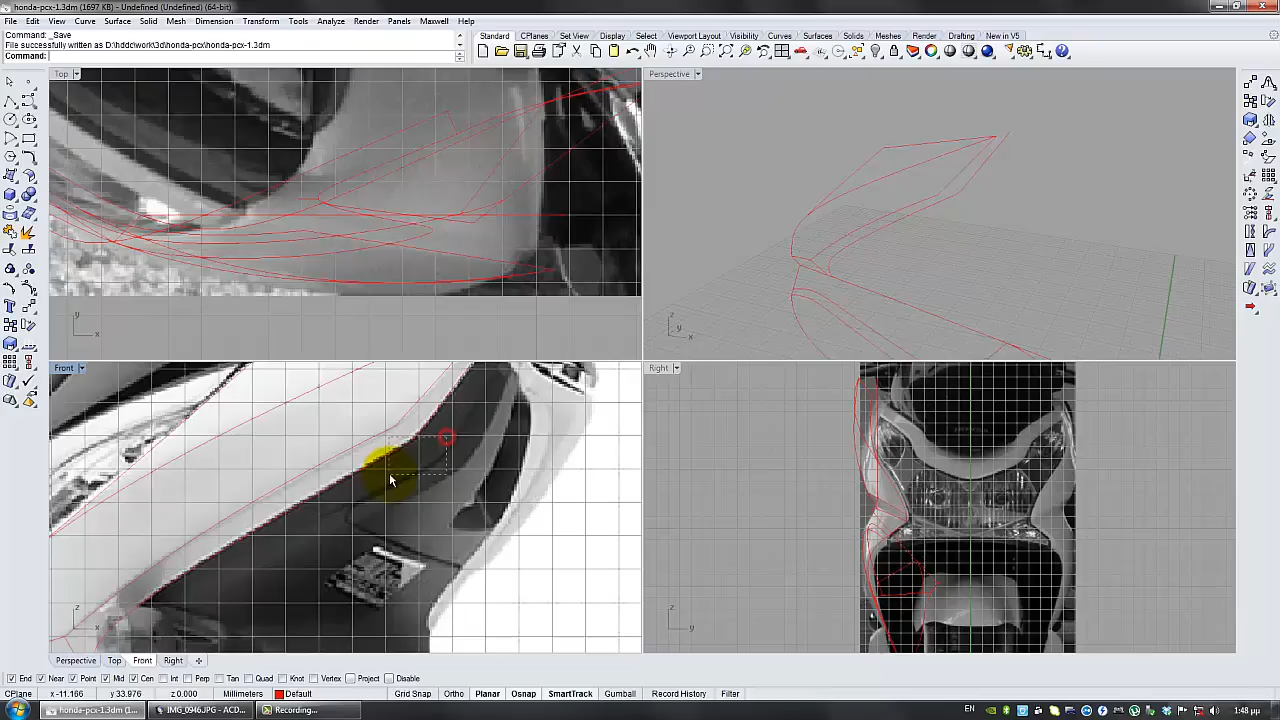 honda-pcx-1.3dm (1697 KB) - Undefined (Undefined) (64-bit)
File Edit View Curve Surface Solid Mesh Dimension Transform Tools Analyze Render Panels Maxwell Help
Command: _Save
File successfully written as D:\hddc\work\3d\honda-pcx\honda-pcx-1.3dm
Command:
Standard CPlanes Set View Display Select Viewport Layout Visibility Curves Surfaces Solids Meshes Render Drafting New in V5
Top
Perspective
z
y
x
y
x
Front
Right
z
x
z
y
Perspective Top Front Right
End Near Point Mid Cen Int Perp Tan Quad Knot Vertex Project Disable
CPlane x -11.166 y 33.976 z 0.000 Millimeters Default Grid Snap Ortho Planar Osnap SmartTrack Gumball Record History Filter
honda-pcx-1.3dm (1... IMG_0946.JPG - ACD... Recording... EN 1:48 μμ